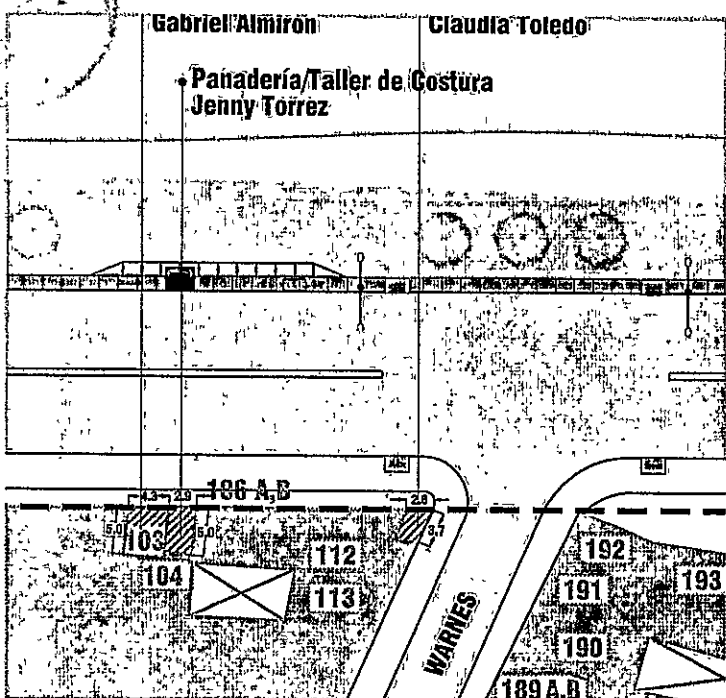 Gabriel Almirón
Claudia Toledo
Panadería/Taller de Costura
Jenny Torrez
186 A,B
4.3
2.9
2.8
5.0
103
5.0
3.7
104
112
113
192
191
193
190
189 A,B
WARNES